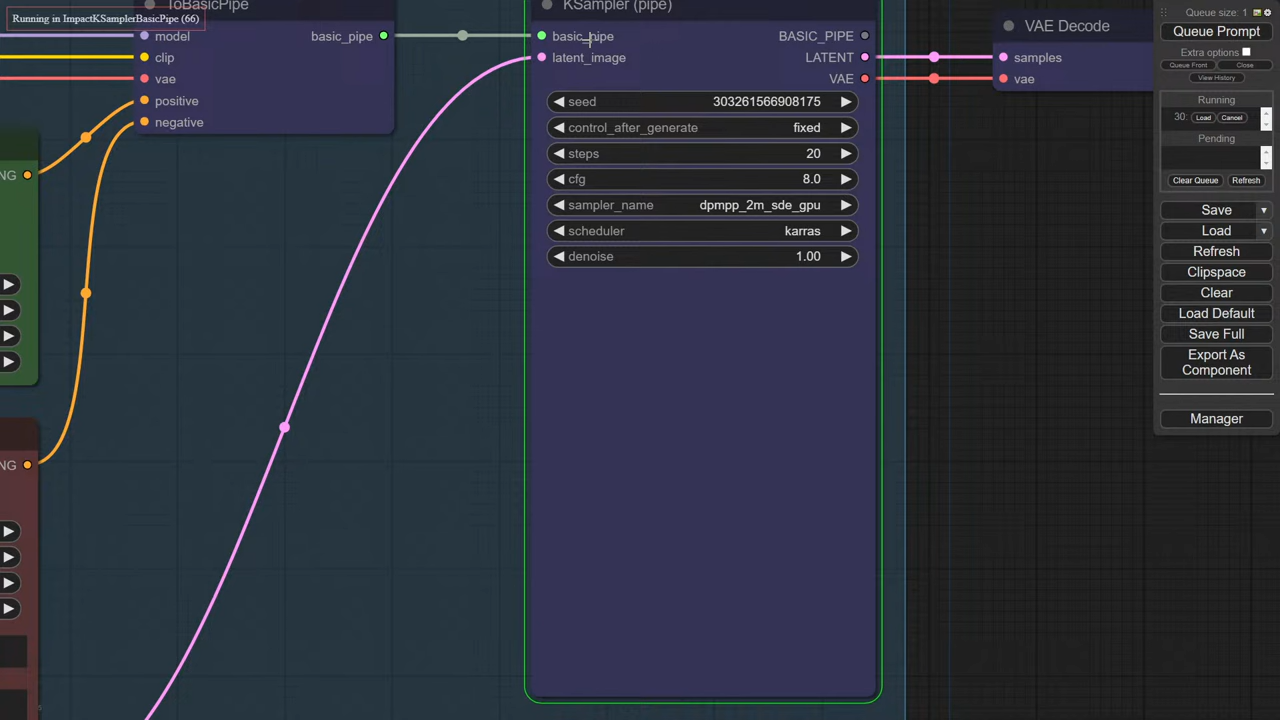 ToBasicPipe
Running in ImpactKSamplerBasicPipe (66)
model
basic_pipe
clip
vae
positive
negative
NG
NG
KSampler (pipe)
basic_pipe
BASIC_PIPE
latent_image
LATENT
VAE
seed
303261566908175
control_after_generate
fixed
steps
20
cfg
8.0
sampler_name
dpmpp_2m_sde_gpu
scheduler
karras
denoise
1.00
VAE Decode
samples
vae
Queue size: 1
Queue Prompt
Extra options
Queue Front
Close
View History
Running
30:
Load
Cancel
Pending
Clear Queue
Refresh
Save
Load
Refresh
Clipspace
Clear
Load Default
Save Full
Export As
Component
Manager